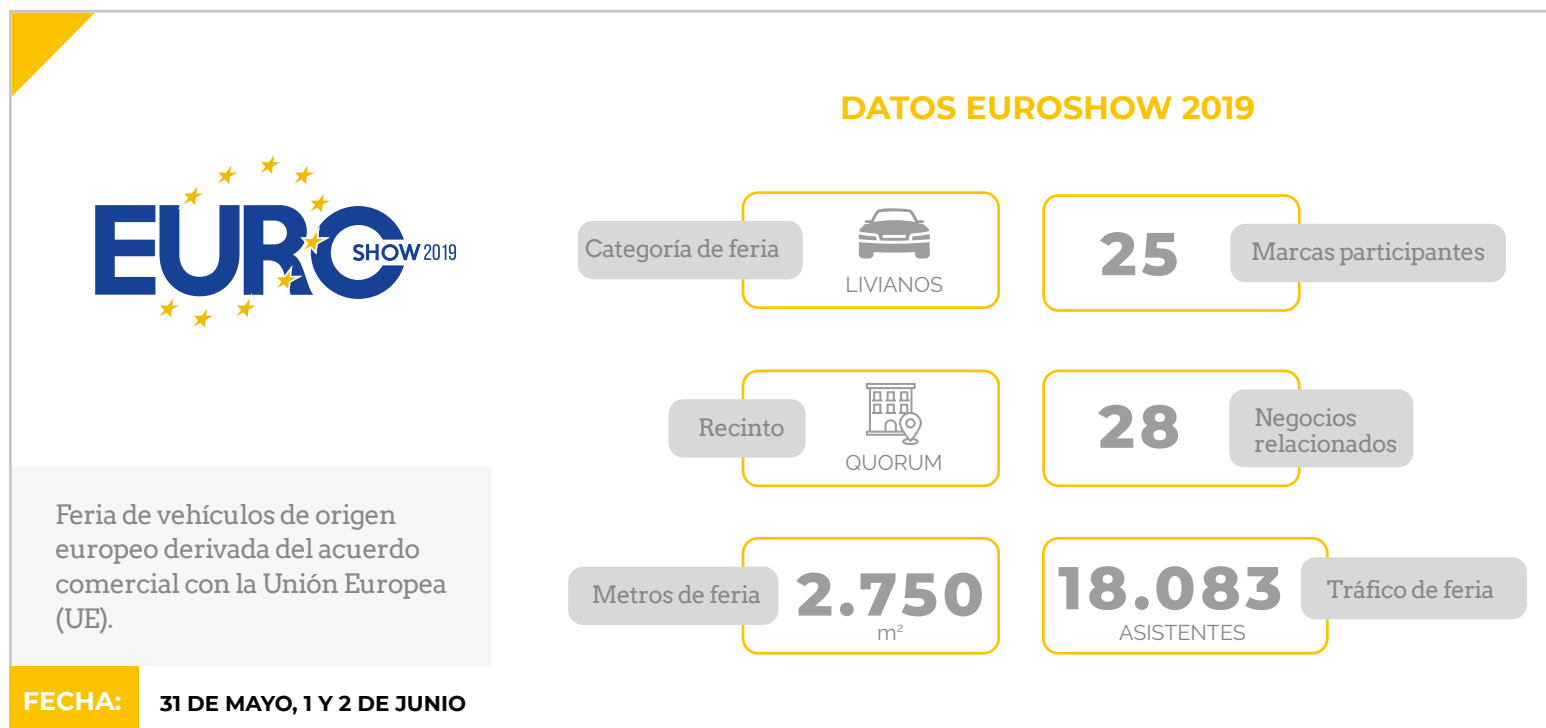 DATOS EUROSHOW 2019
EURO
SHOW 2019
Categoría de feria
LIVIANOS
25
Marcas participantes
Recinto
QUORUM
28
Negocios
relacionados
Metros de feria
2.750
m²
18.083
ASISTENTES
Tráfico de feria
Feria de vehículos de origen
europeo derivada del acuerdo
comercial con la Unión Europea
(UE).
FECHA:
31 DE MAYO, 1 Y 2 DE JUNIO